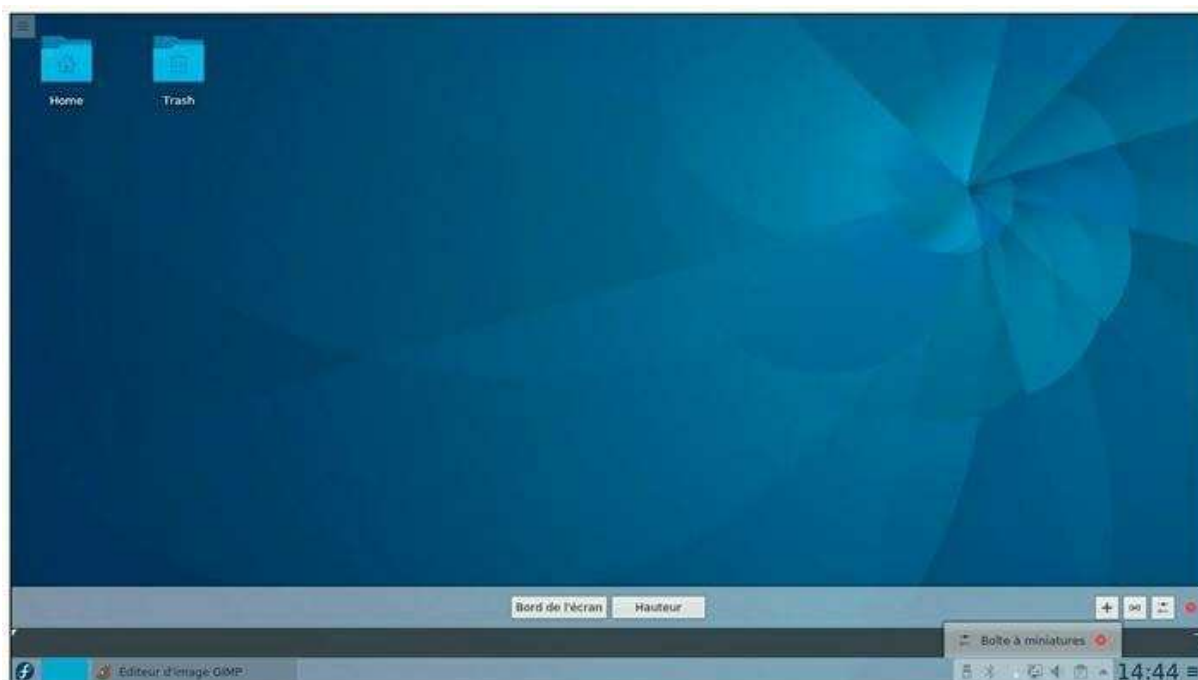 Home
Trash
Bord de l'écran
Hauteur
Boîte à miniatures
Éditeur d'image GIMP
14:44